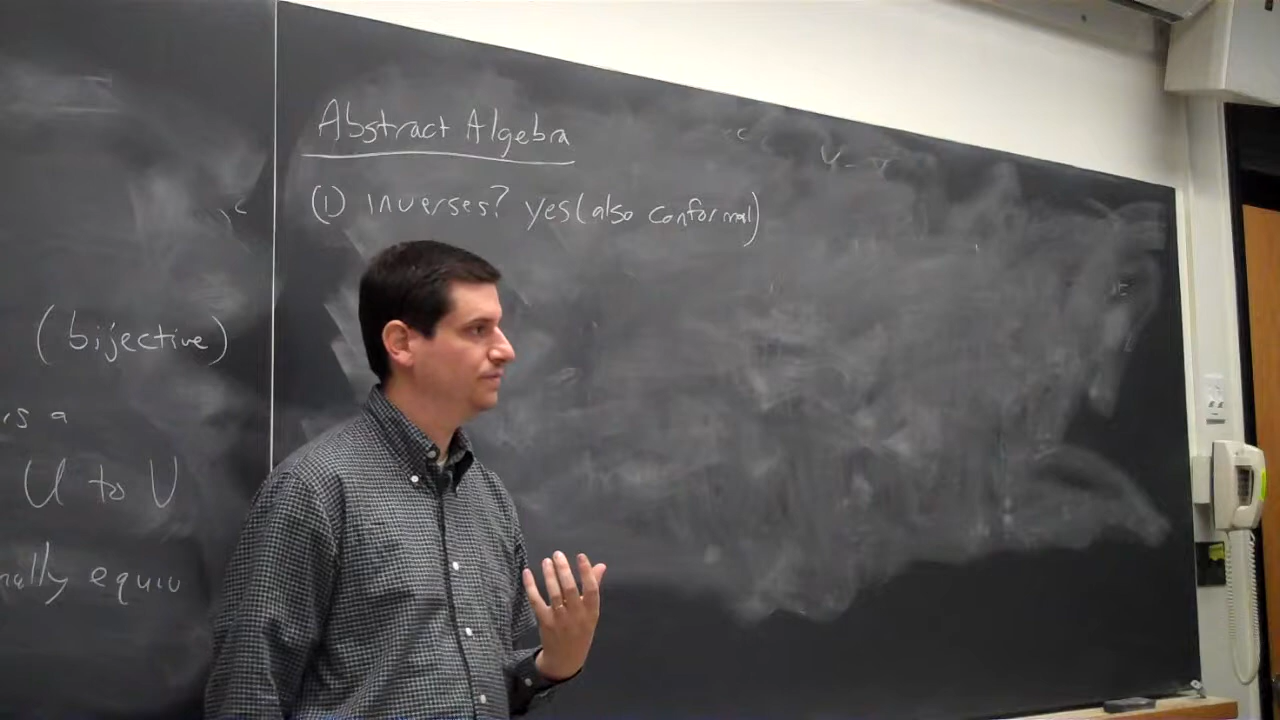 (bijective)
is a
U to V
nally equiv
Abstract Algebra
(1) inverses? yes (also conformal)